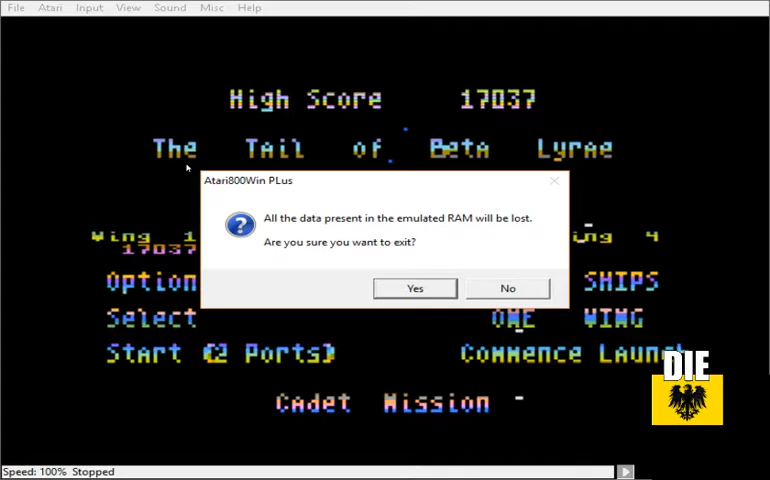 File Atari Input View Sound Misc Help
High Score 17037
The Tail of Beta Lyrae
Atari800Win PLus
All the data present in the emulated RAM will be lost.
Are you sure you want to exit?
Yes No
Wing 1
ing 4
17037
Option SHIPS
Select ONE WING
Start (2 Ports) Commence Launch
Cadet Mission
DIE
Speed: 100% Stopped